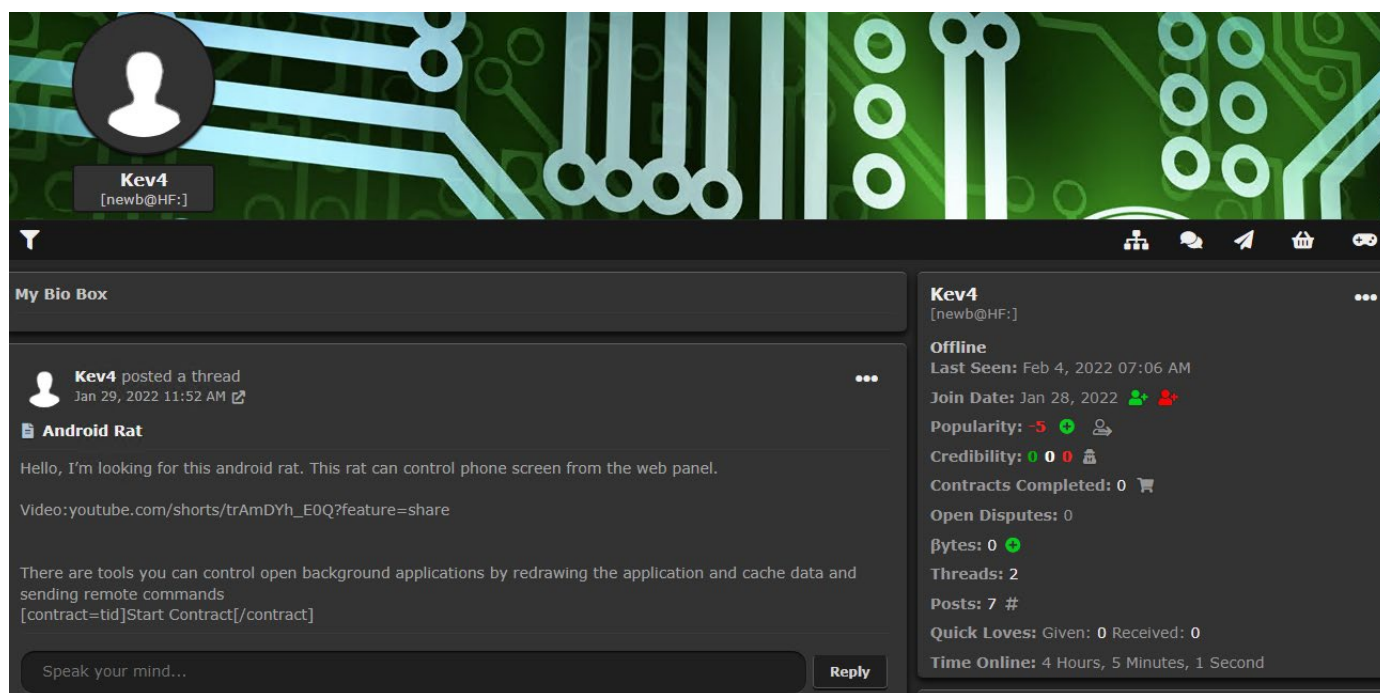 Kev4
[newb@HF:]
My Bio Box
Kev4 posted a thread
Jan 29, 2022 11:52 AM
Android Rat
Hello, I'm looking for this android rat. This rat can control phone screen from the web panel.
Video:youtube.com/shorts/trAmDYh_E0Q?feature=share
There are tools you can control open background applications by redrawing the application and cache data and
sending remote commands
[contract=tid]Start Contract[/contract]
Speak your mind...
Reply
Kev4
[newb@HF:]
Offline
Last Seen: Feb 4, 2022 07:06 AM
Join Date: Jan 28, 2022
Popularity: -5
Credibility: 0 0 0
Contracts Completed: 0
Open Disputes: 0
βytes: 0
Threads: 2
Posts: 7 #
Quick Loves: Given: 0 Received: 0
Time Online: 4 Hours, 5 Minutes, 1 Second